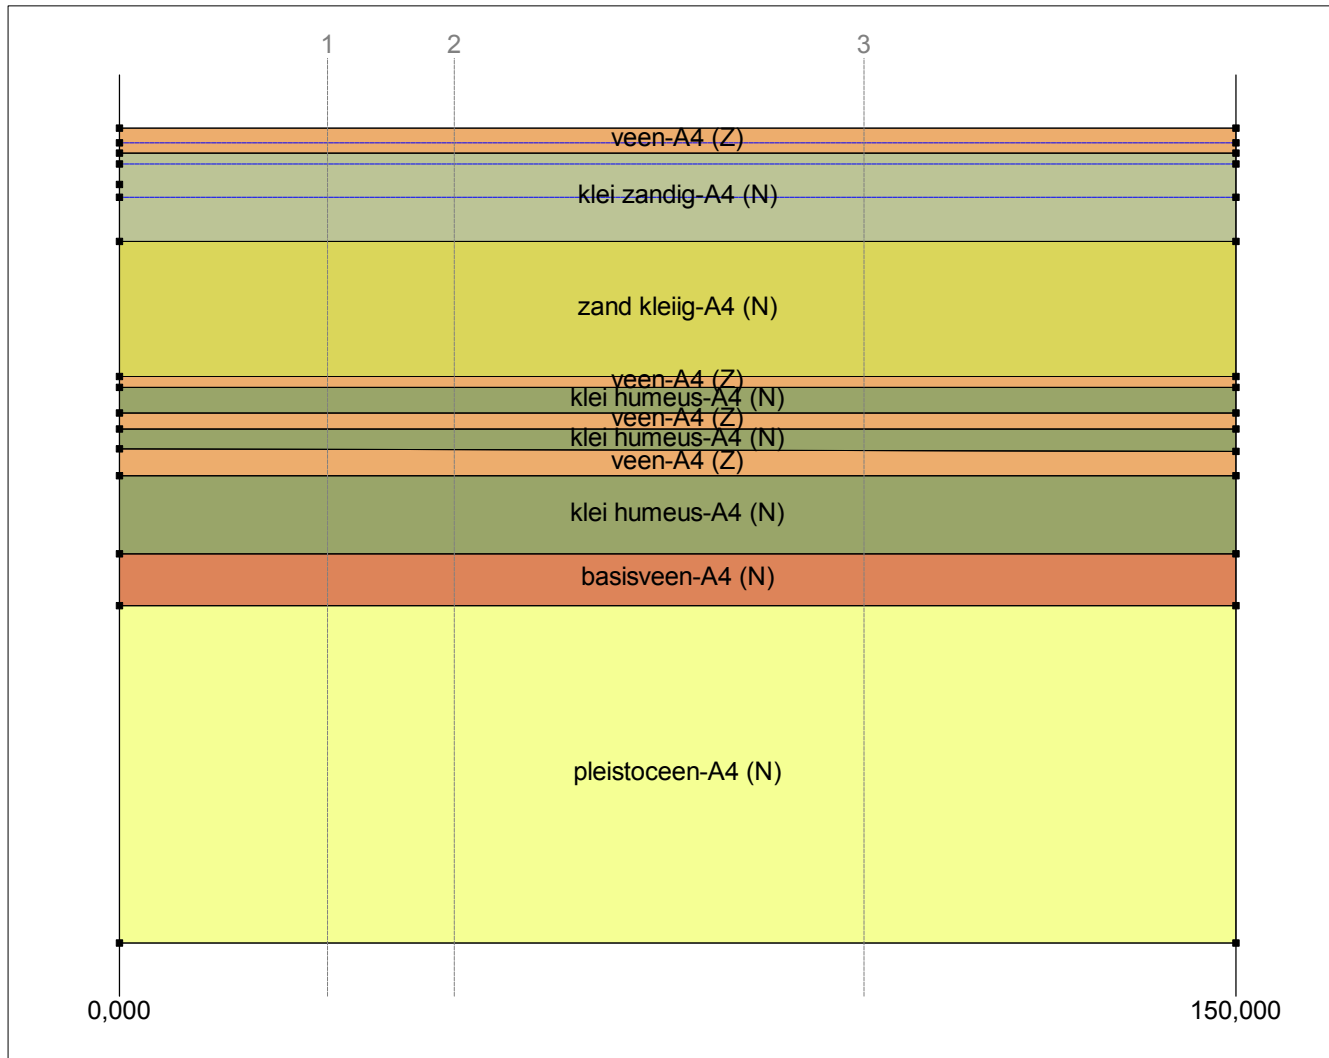 1 2 3
veen-A4 (Z)
klei zandig-A4 (N)
zand kleiig-A4 (N)
veen-A4 (Z)
klei humeus-A4 (N)
veen-A4 (Z)
klei humeus-A4 (N)
veen-A4 (Z)
klei humeus-A4 (N)
basisveen-A4 (N)
pleistoceen-A4 (N)
0,000 150,000